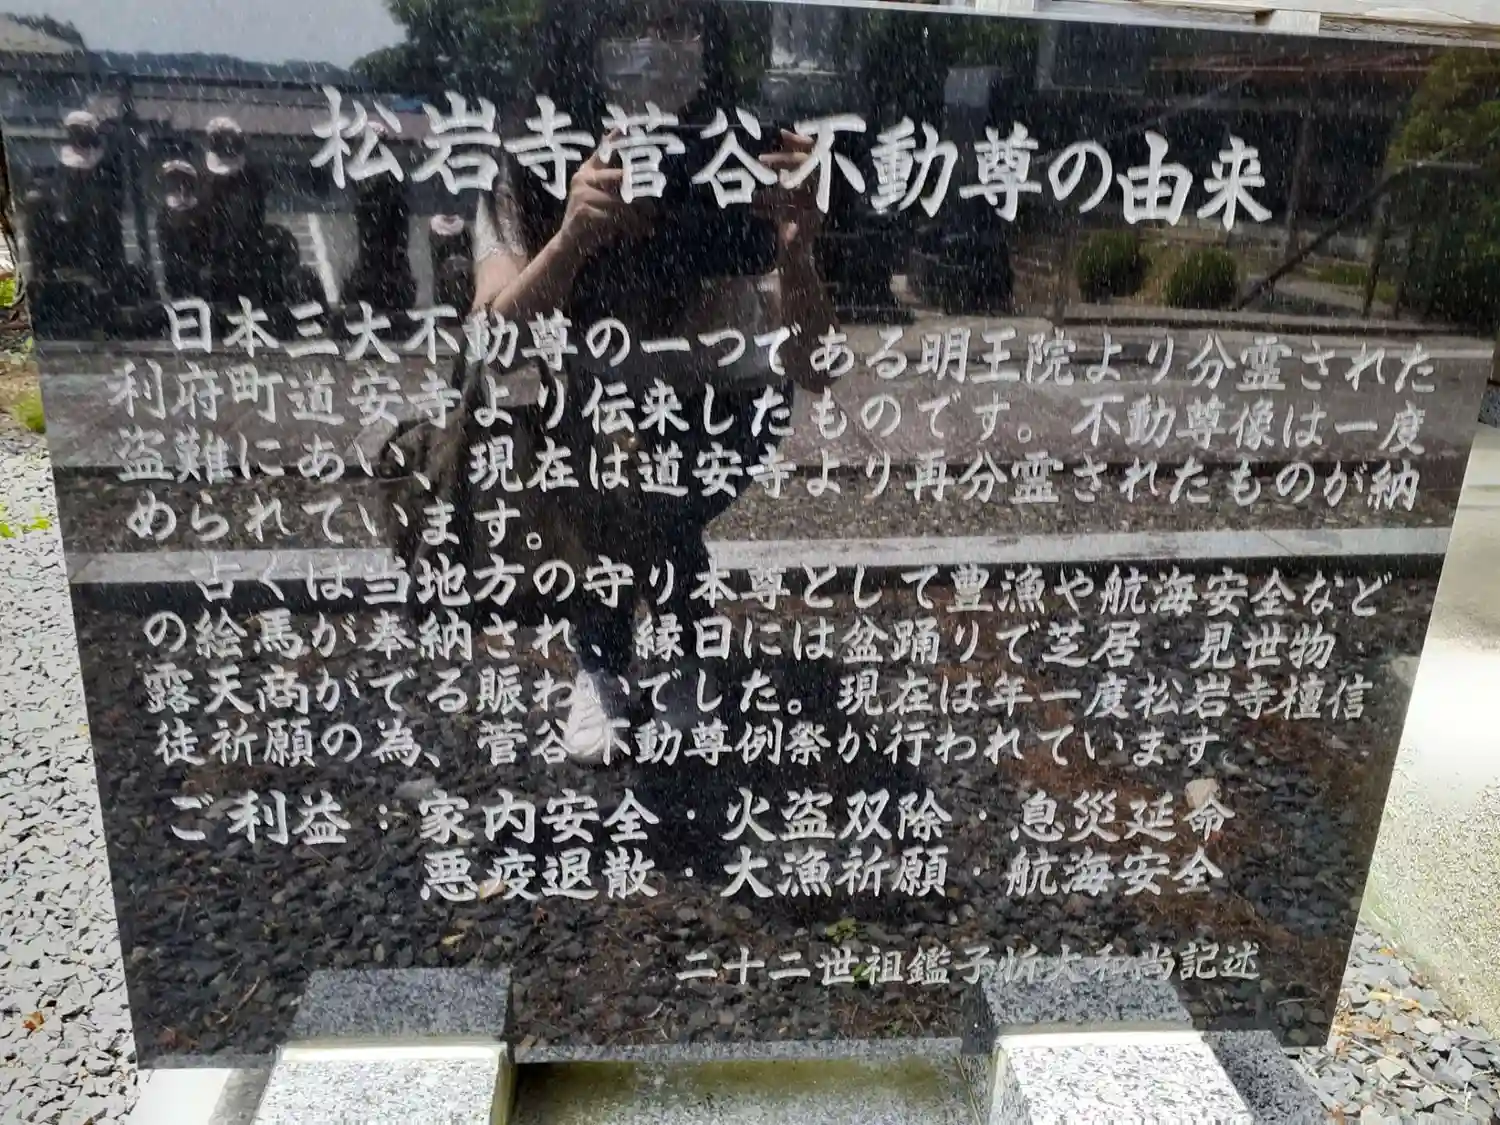 松岩寺菅谷不動尊の由来
日本三大不動尊の一つである明王院より分霊された
利府町道安寺より伝来したものです。不動尊像は一度
盗難にあい、現在は道安寺より再分霊されたものが納
められています。
古くは当地方の守り本尊として豊漁や航海安全など
の絵馬が奉納され、縁日には盆踊りで芝居・見世物
露天商がでる賑わいでした。現在は年一度松岩寺檀信
徒祈願の為、菅谷不動尊例祭が行われています。
ご利益：家内安全・火盗双除・息災延命
悪疫退散・大漁祈願・航海安全
二十二世祖鑑子忻大和尚記述